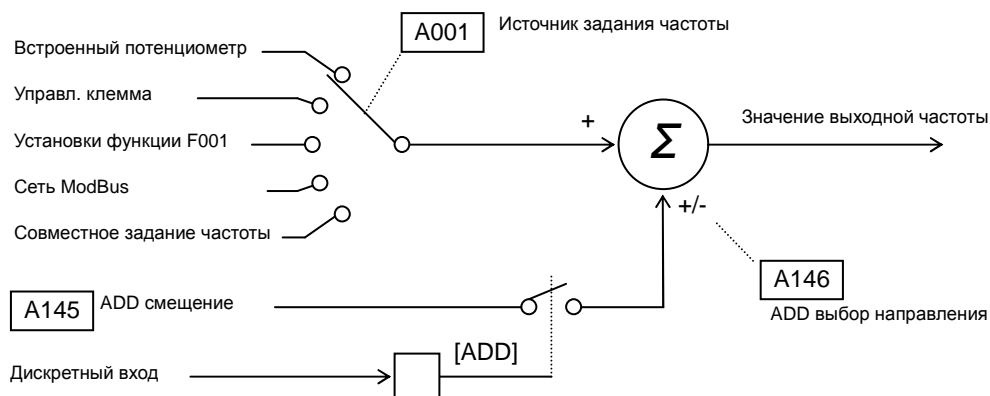 A001
Источник задания частоты
Встроенный потенциометр
Управл. клемма
Установки функции F001
Сеть ModBus
Совместное задание частоты
+
Σ
Значение выходной частоты
+/-
A146
ADD выбор направления
A145
ADD смещение
[ADD]
Дискретный вход